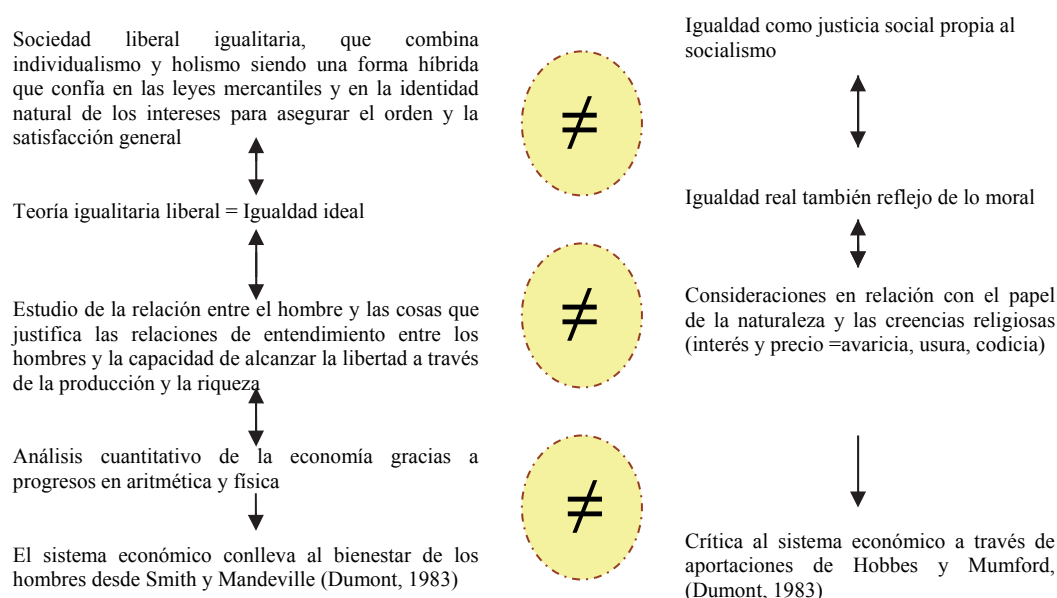 Sociedad liberal igualitaria, que combina
individualismo y holismo siendo una forma híbrida
que confía en las leyes mercantiles y en la identidad
natural de los intereses para asegurar el orden y la
satisfacción general
Teoría igualitaria liberal = Igualdad ideal
Estudio de la relación entre el hombre y las cosas que
justifica las relaciones de entendimiento entre los
hombres y la capacidad de alcanzar la libertad a través
de la producción y la riqueza
Análisis cuantitativo de la economía gracias a
progresos en aritmética y física
El sistema económico conlleva al bienestar de los
hombres desde Smith y Mandeville (Dumont, 1983)
≠
≠
≠
Igualdad como justicia social propia al
socialismo
Igualdad real también reflejo de lo moral
Consideraciones en relación con el papel
de la naturaleza y las creencias religiosas
(interés y precio =avaricia, usura, codicia)
Crítica al sistema económico a través de
aportaciones de Hobbes y Mumford,
(Dumont, 1983)